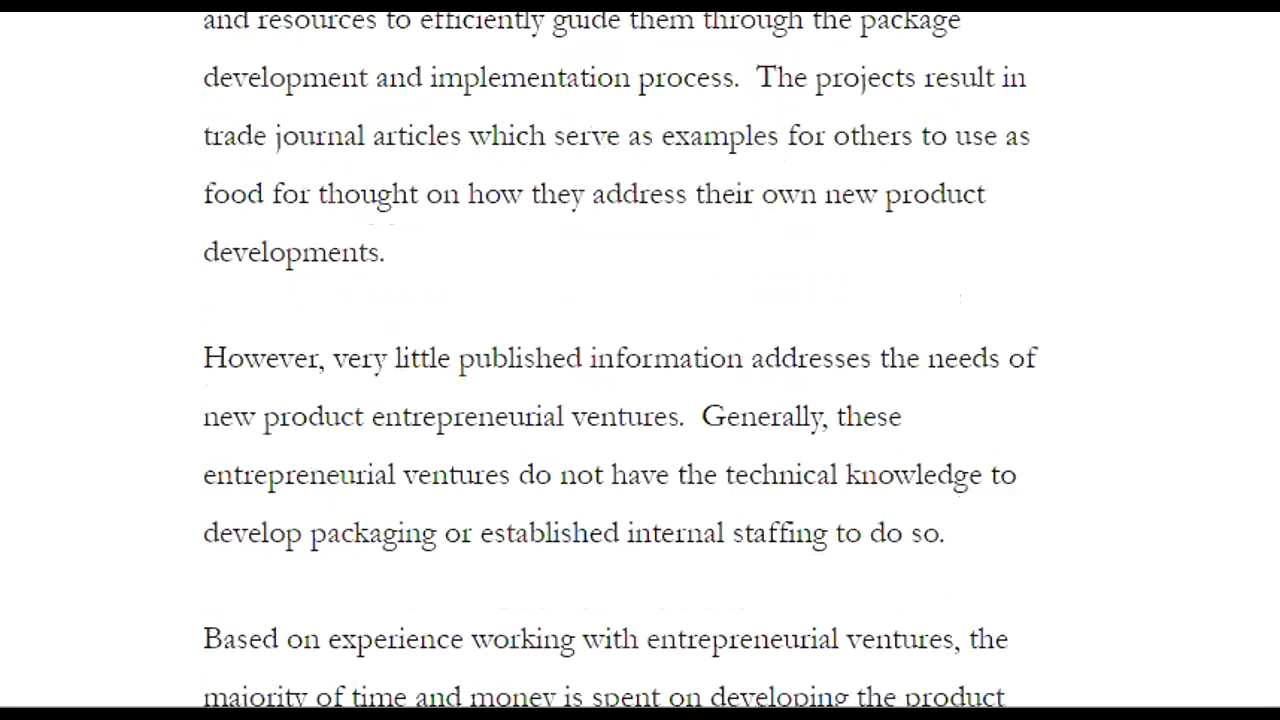 and resources to efficiently guide them through the package
development and implementation process.  The projects result in
trade journal articles which serve as examples for others to use as
food for thought on how they address their own new product
developments.
However, very little published information addresses the needs of
new product entrepreneurial ventures.  Generally, these
entrepreneurial ventures do not have the technical knowledge to
develop packaging or established internal staffing to do so.
Based on experience working with entrepreneurial ventures, the
majority of time and money is spent on developing the product